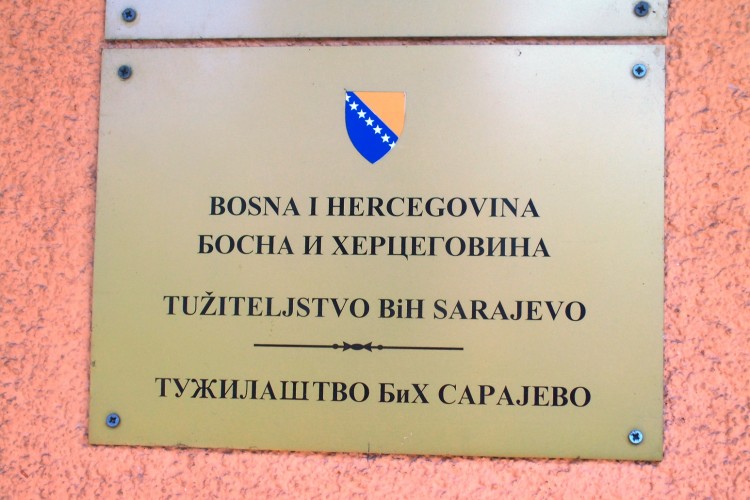 BOSNA I HERCEGOVINA
БОСНА И ХЕРЦЕГОВИНА
TUŽITELJSTVO BiH SARAJEVO
ТУЖИЛАШТВО БиХ САРАЈЕВО